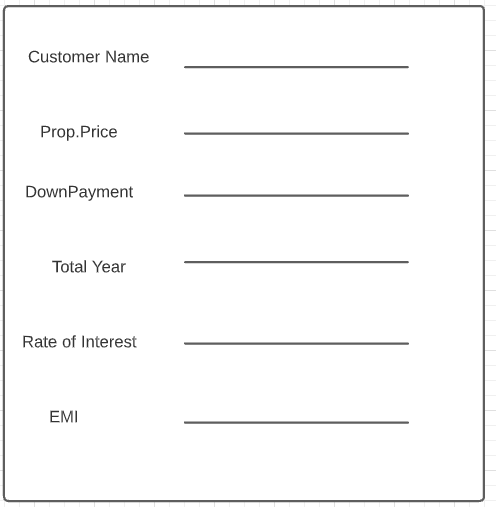 Customer Name
Prop.Price
DownPayment
Total Year
Rate of Interest
EMI